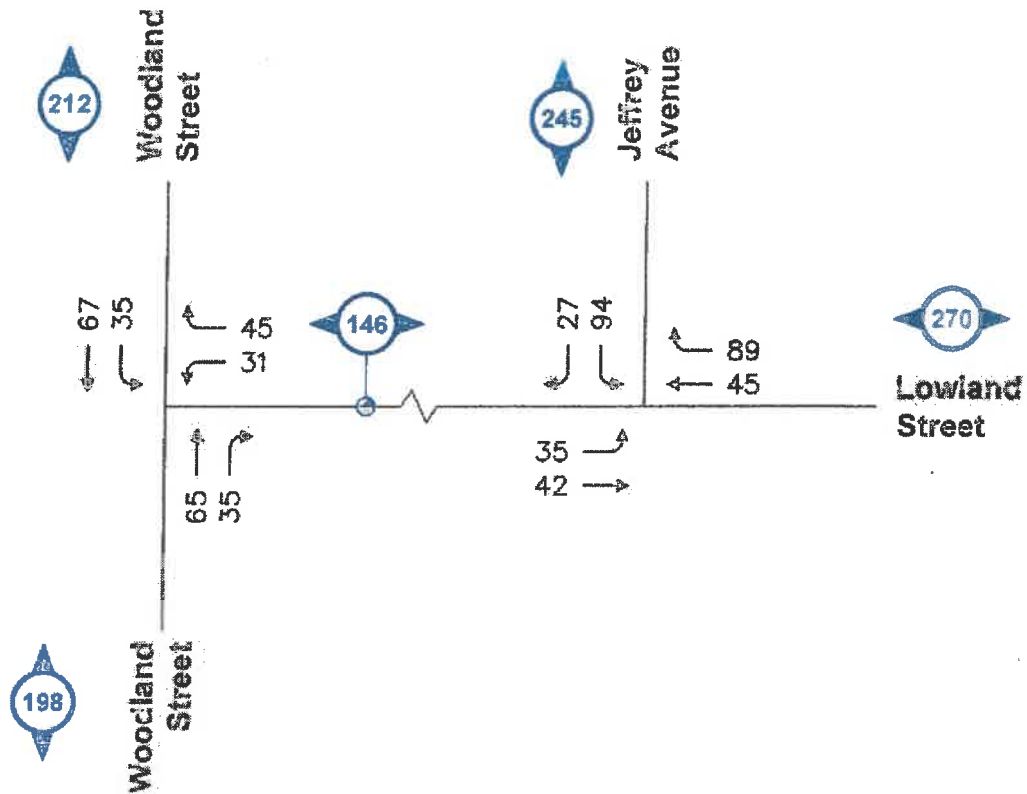 212
Woodland
Street
245
Jeffrey
Avenue
67
35
45
31
146
27
94
89
45
270
Lowland
Street
65
35
35
42
198
Woodland
Street